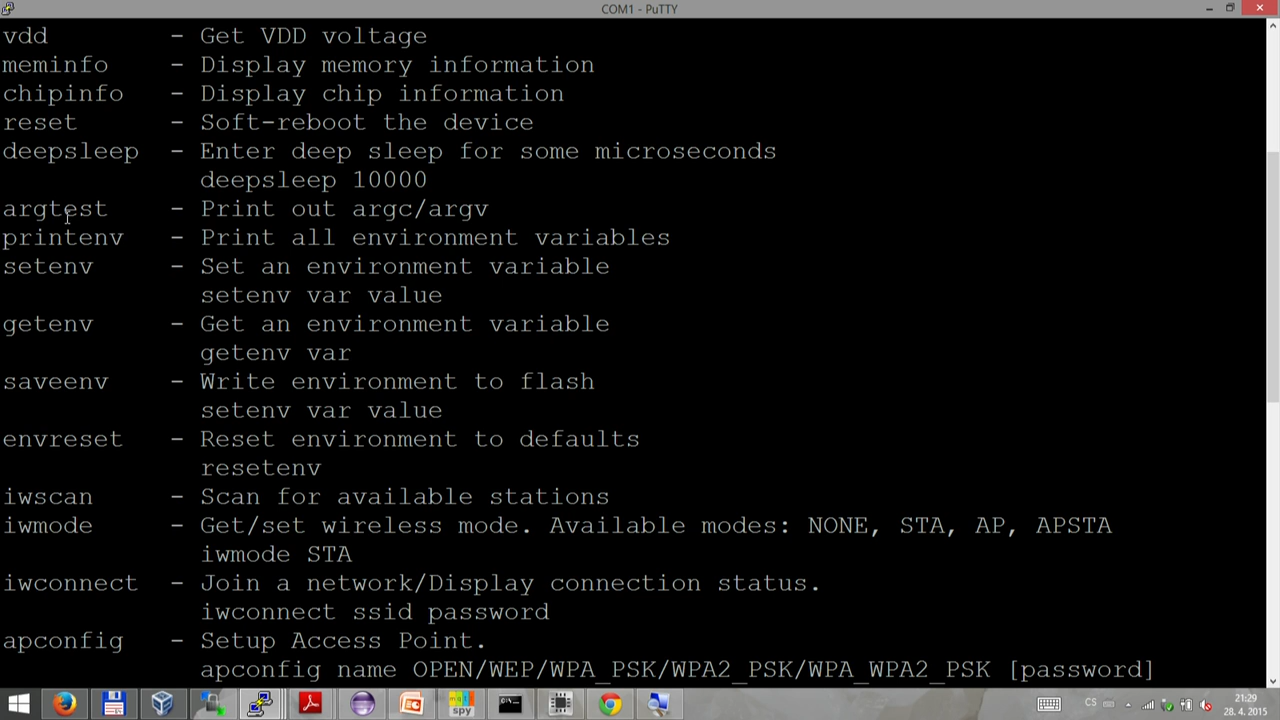 COM1 - PuTTY
vdd - Get VDD voltage
meminfo - Display memory information
chipinfo - Display chip information
reset - Soft-reboot the device
deepsleep - Enter deep sleep for some microseconds
deepsleep 10000
argtest - Print out argc/argv
printenv - Print all environment variables
setenv - Set an environment variable
setenv var value
getenv - Get an environment variable
getenv var
saveenv - Write environment to flash
setenv var value
envreset - Reset environment to defaults
resetenv
iwscan - Scan for available stations
iwmode - Get/set wireless mode. Available modes: NONE, STA, AP, APSTA
iwmode STA
iwconnect - Join a network/Display connection status.
iwconnect ssid password
apconfig - Setup Access Point.
apconfig name OPEN/WEP/WPA_PSK/WPA2_PSK/WPA_WPA2_PSK [password]
spy
CS
21:29
28. 4. 2015